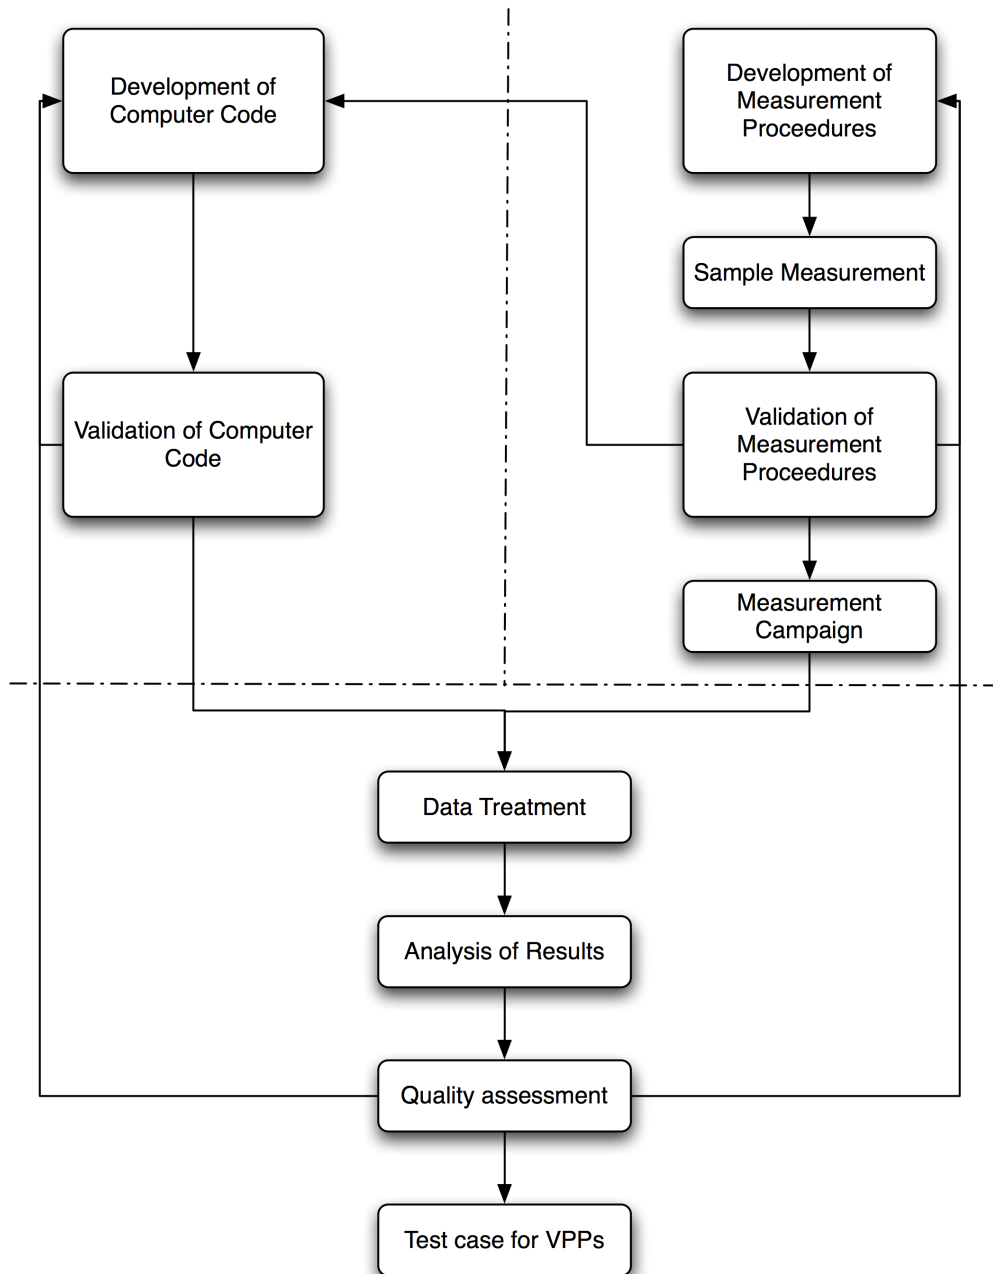 Development of
Computer Code
Development of
Measurement
Proceedures
Sample Measurement
Validation of Computer
Code
Validation of
Measurement
Proceedures
Measurement
Campaign
Data Treatment
Analysis of Results
Quality assessment
Test case for VPPs